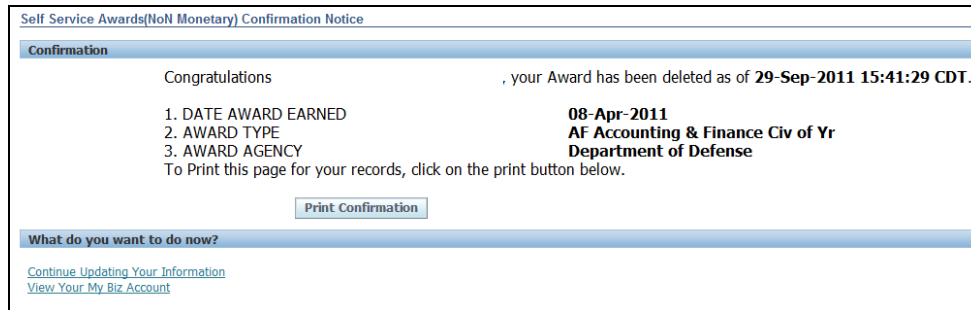 Self Service Awards(NoN Monetary) Confirmation Notice
Confirmation
Congratulations , your Award has been deleted as of 29-Sep-2011 15:41:29 CDT.
1. DATE AWARD EARNED 08-Apr-2011
2. AWARD TYPE AF Accounting & Finance Civ of Yr
3. AWARD AGENCY Department of Defense
To Print this page for your records, click on the print button below.
Print Confirmation
What do you want to do now?
Continue Updating Your Information
View Your My Biz Account